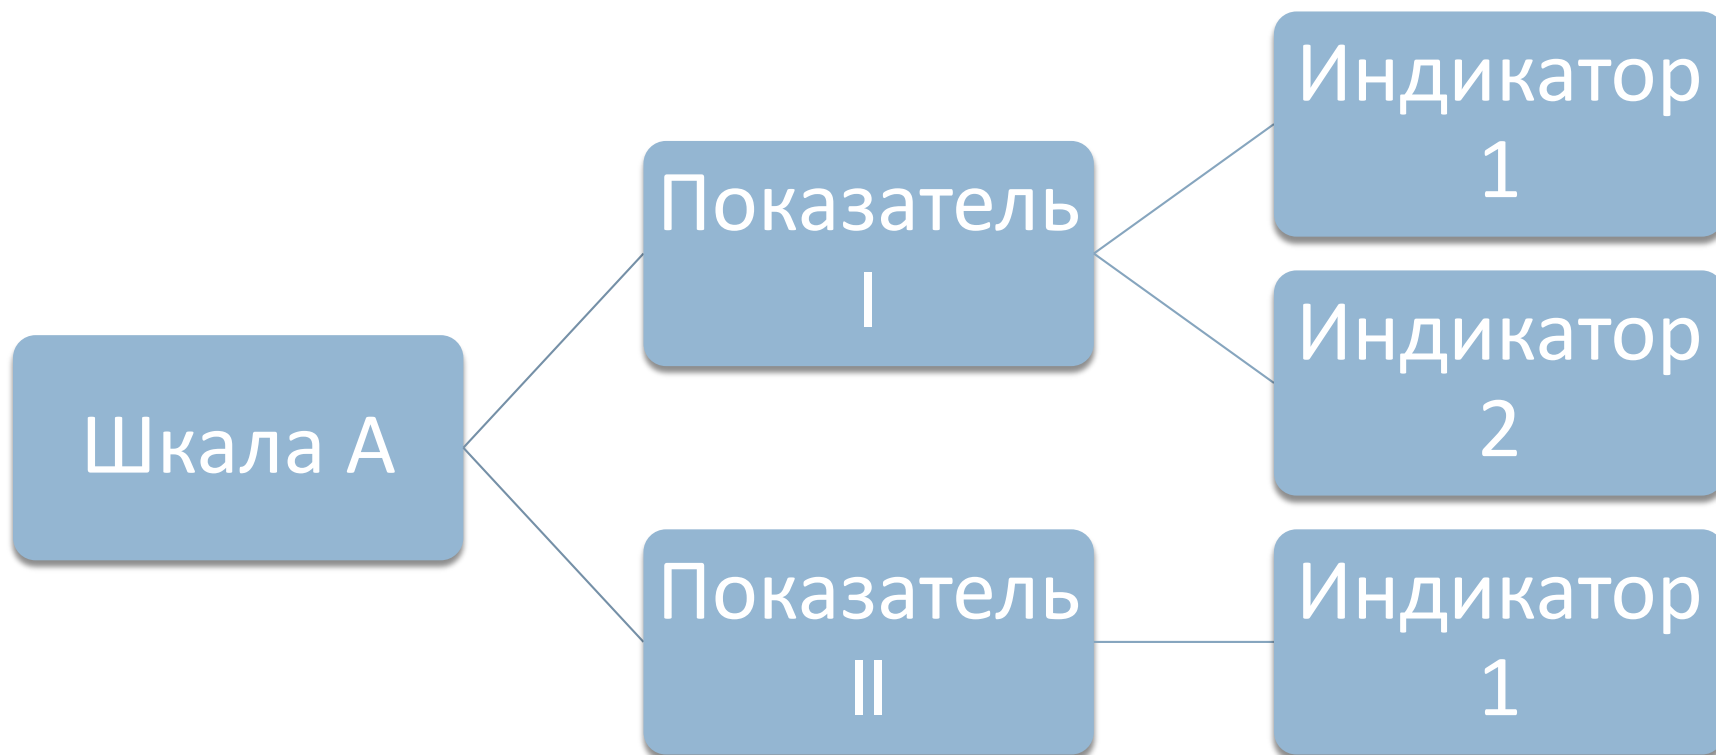 Шкала А
Показатель
I
Индикатор
1
Индикатор
2
Показатель
II
Индикатор
1